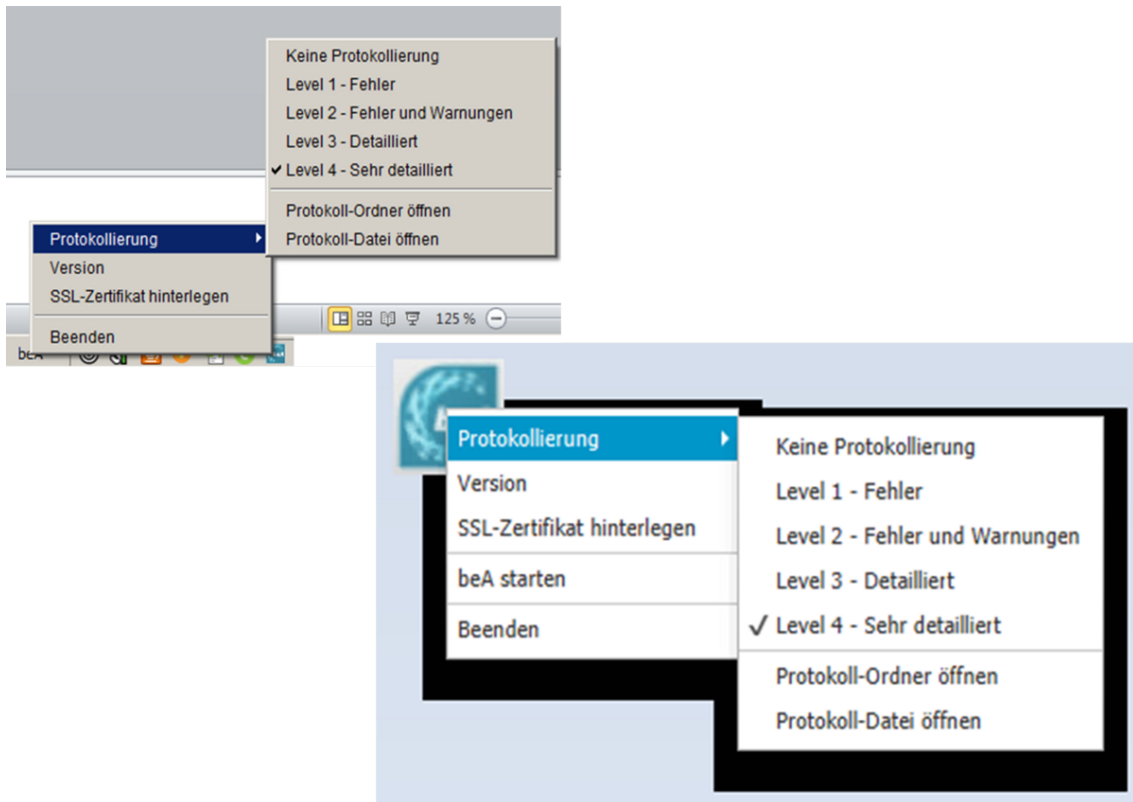 Keine Protokollierung
Level 1 - Fehler
Level 2 - Fehler und Warnungen
Level 3 - Detailliert
Level 4 - Sehr detailliert
Protokoll-Ordner öffnen
Protokoll-Datei öffnen
Protokollierung
Version
SSL-Zertifikat hinterlegen
Beenden
125 %
beA
Protokollierung
Version
SSL-Zertifikat hinterlegen
beA starten
Beenden
Keine Protokollierung
Level 1 - Fehler
Level 2 - Fehler und Warnungen
Level 3 - Detailliert
Level 4 - Sehr detailliert
Protokoll-Ordner öffnen
Protokoll-Datei öffnen